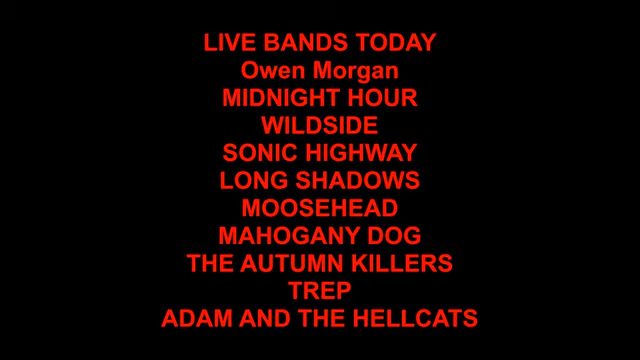 LIVE BANDS TODAY
Owen Morgan
MIDNIGHT HOUR
WILDSIDE
SONIC HIGHWAY
LONG SHADOWS
MOOSEHEAD
MAHOGANY DOG
THE AUTUMN KILLERS
TREP
ADAM AND THE HELLCATS